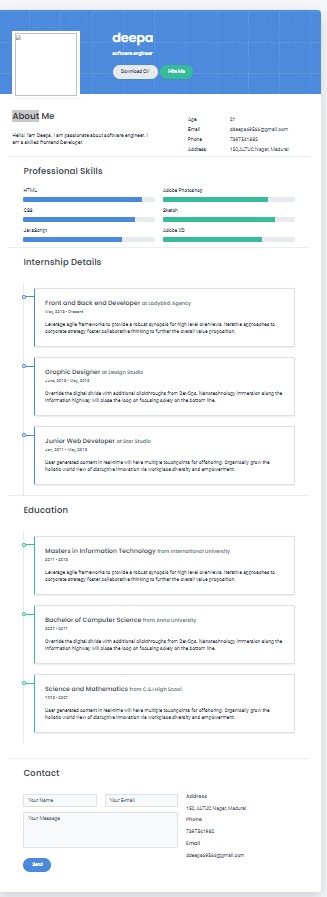 deepa
software engineer
Download CV
Hire Me
About Me
Hello! I'am Deepa. I am passionate about software engineer. I
am a skilled frontend Developer.
Age 21
Email
Phone
Address 150,ALTUC Nagar, Madurai
Professional Skills
HTML
Adobe Photoshop
CSS
Sketch
JavaScript
Adobe XD
Internship Details
Front and Back end Developer at Ladybird Agency
May, 2015 - Present
Leverage agile frameworks to provide a robust synopsis for high level overviews. Iterative approaches to
corporate strategy foster collaborative thinking to further the overall value proposition.
Graphic Designer at Design Studio
June, 2013 - May, 2015
Override the digital divide with additional clickthroughs from DevOps. Nanotechnology immersion along the
information highway will close the loop on focusing solely on the bottom line.
Junior Web Developer at Star Studio
Jan, 2011 - May, 2013
User generated content in real-time will have multiple touchpoints for offshoring. Organically grow the
holistic world view of disruptive innovation via workplace diversity and empowerment.
Education
Masters in Information Technology from International University
2011 - 2013
Leverage agile frameworks to provide a robust synopsis for high level overviews. Iterative approaches to
corporate strategy foster collaborative thinking to further the overall value proposition.
Bachelor of Computer Science from Anna University
2007 - 2011
Override the digital divide with additional clickthroughs from DevOps. Nanotechnology immersion along the
information highway will close the loop on focusing solely on the bottom line.
Science and Mathematics from C.S.I High Scool
1998 - 2007
User generated content in real-time will have multiple touchpoints for offshoring. Organically grow the
holistic world view of disruptive innovation via workplace diversity and empowerment.
Contact
Your Name
Your E-mail
Your Message
Send
Address
150, ALTUC Nagar, Madurai
Phone
Email